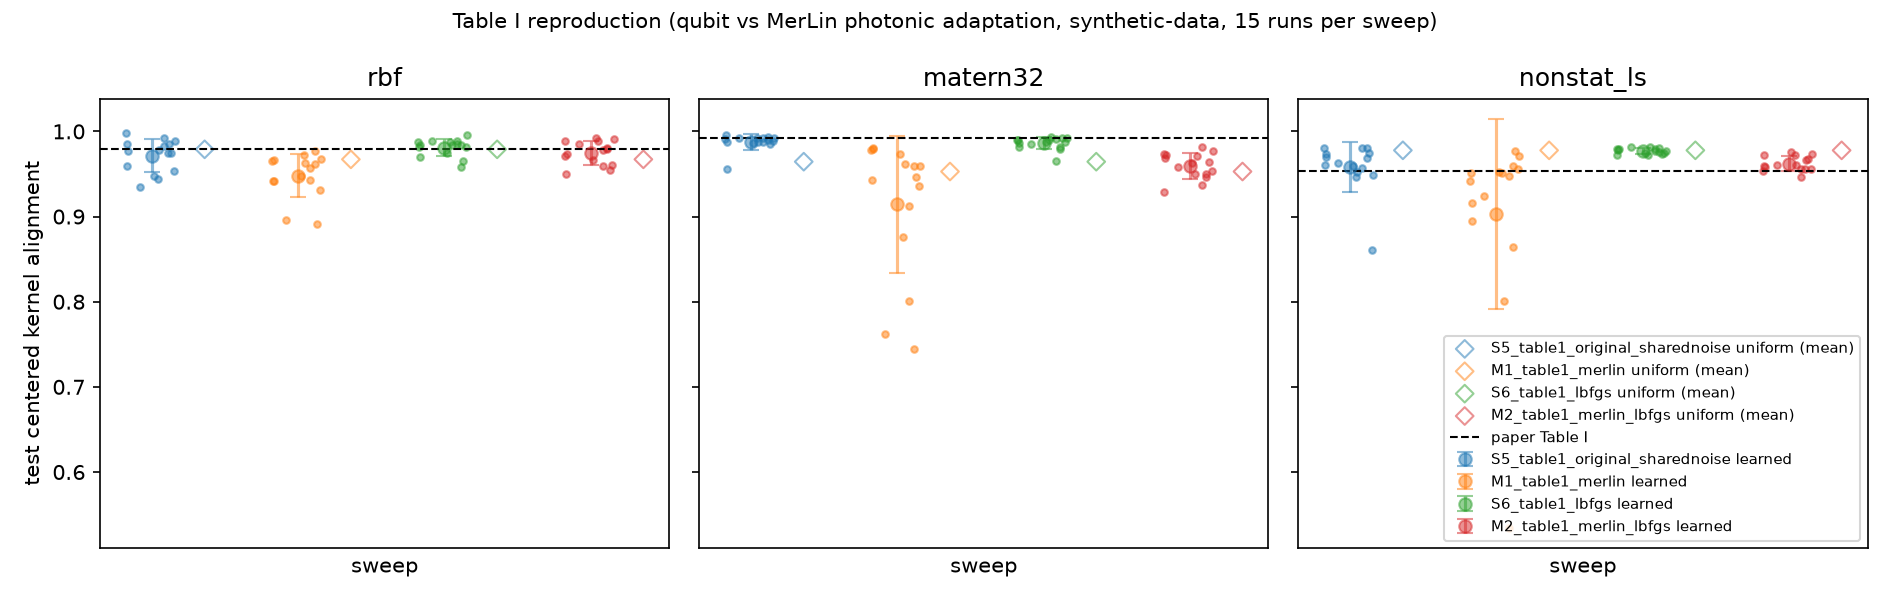 Table I reproduction (qubit vs MerLin photonic adaptation, synthetic-data, 15 runs per sweep)
rbf
matern32
nonstat_ls
test centered kernel alignment
1.0
0.9
0.8
0.7
0.6
S5_table1_original_sharednoise uniform (mean)
M1_table1_merlin uniform (mean)
S6_table1_lbfgs uniform (mean)
M2_table1_merlin_lbfgs uniform (mean)
paper Table I
S5_table1_original_sharednoise learned
M1_table1_merlin learned
S6_table1_lbfgs learned
M2_table1_merlin_lbfgs learned
sweep
sweep
sweep